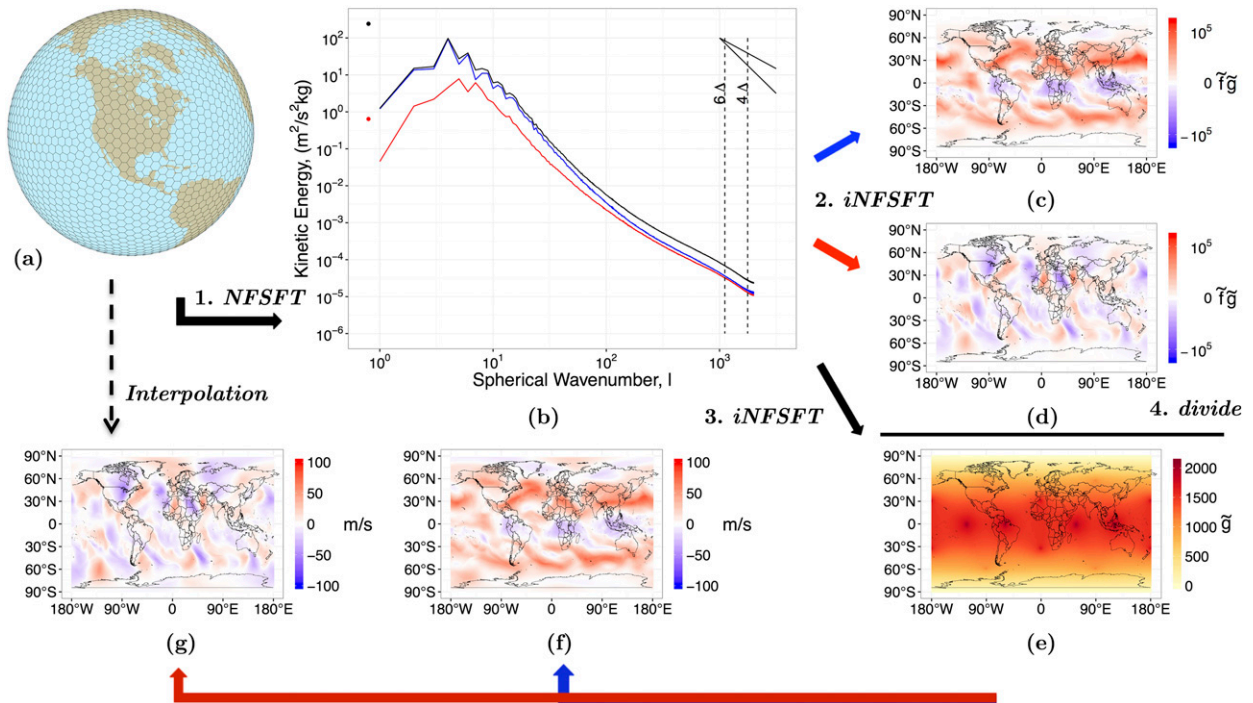 (a)
1. NFSFT
Interpolation
Kinetic Energy, (m²/s²kg)
10²
10¹
10⁰
10⁻¹
10⁻²
10⁻³
10⁻⁴
10⁻⁵
10⁻⁶
6 Δ
4 Δ
10⁰ 10¹ 10² 10³
Spherical Wavenumber, l
(b)
2. iNFSFT
3. iNFSFT
90°N
60°N
30°N
0
30°S
60°S
90°S
180°W 90°W 0 90°E 180°E
10⁵
0
−10⁵
f̃g̃
(c)
90°N
60°N
30°N
0
30°S
60°S
90°S
180°W 90°W 0 90°E 180°E
10⁵
0
−10⁵
f̃g̃
(d)
4. divide
90°N
60°N
30°N
0
30°S
60°S
90°S
180°W 90°W 0 90°E 180°E
100
50
0
−50
−100
m/s
(g)
90°N
60°N
30°N
0
30°S
60°S
90°S
180°W 90°W 0 90°E 180°E
100
50
0
−50
−100
m/s
(f)
90°N
60°N
30°N
0
30°S
60°S
90°S
180°W 90°W 0 90°E 180°E
2000
1500
1000
500
0
g̃
(e)